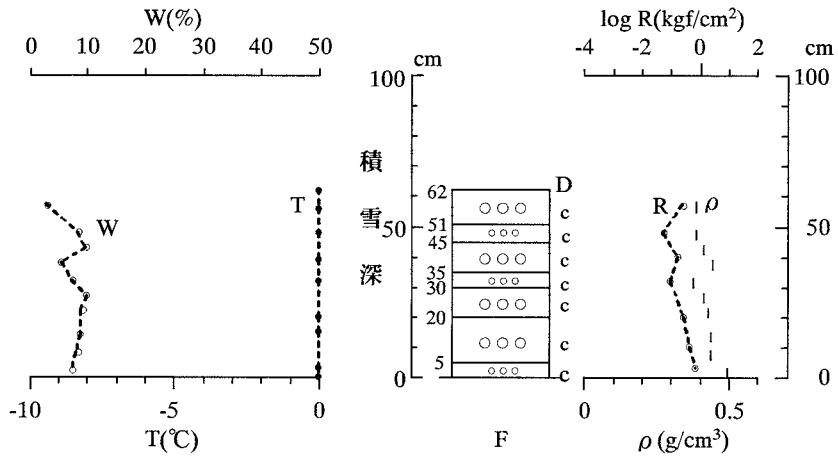 W(%)
0 10 20 30 40 50
log R(kgf/cm²)
-4 -2 0 2
cm
cm
100
50
0
積
雪
深
T
W
D
62
51
45
35
30
20
5
c
c
c
c
c
c
c
R
ρ
100
50
0
-10 -5 0
T(℃)
F
0 0.5
ρ (g/cm³)